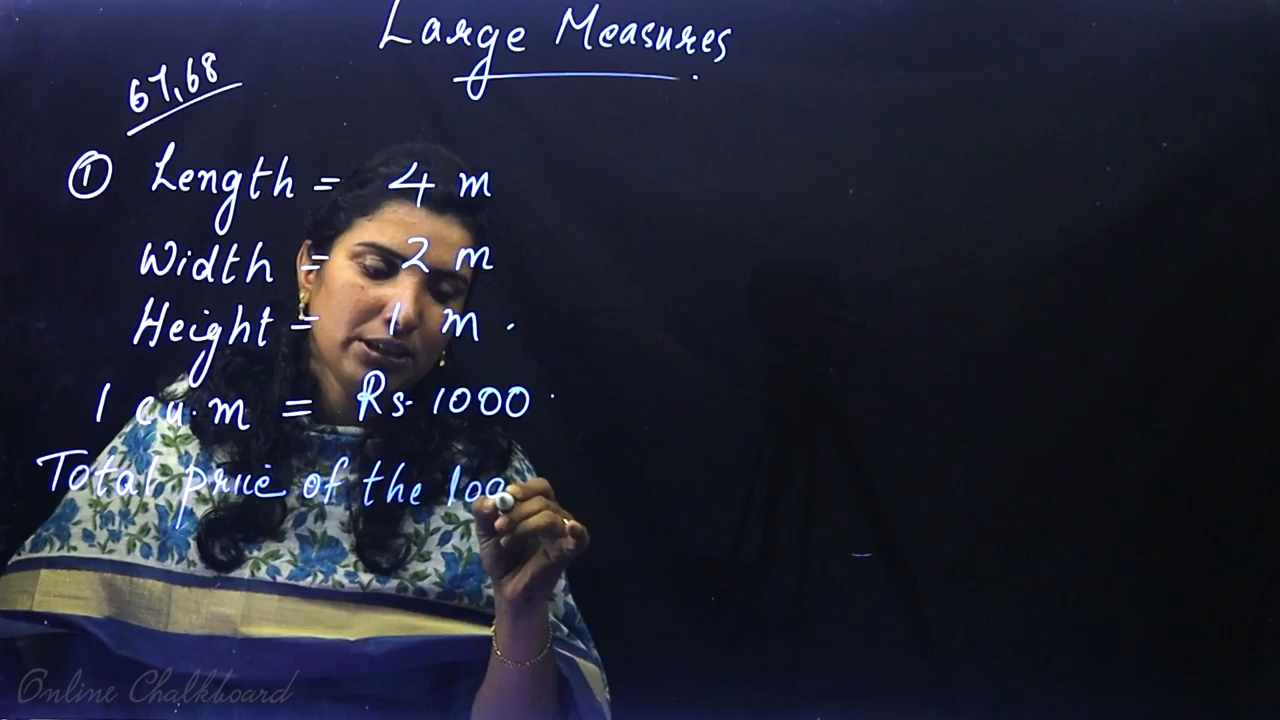 Large Measures
67,68
① Length = 4 m
Width = 2 m
Height = 1 m.
1 cu.m = Rs. 1000.
Total price of the log
Online Chalkboard